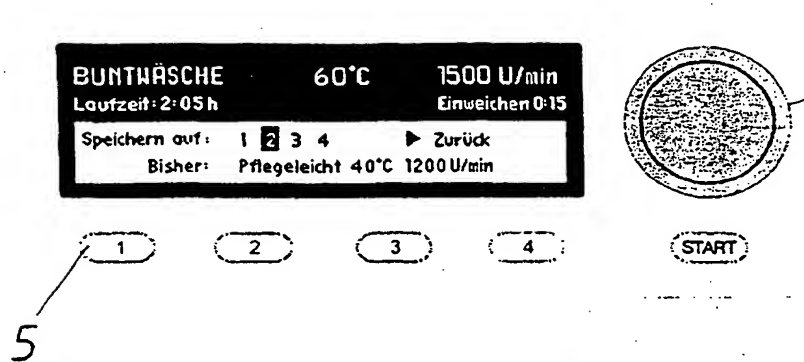 BUNTWÄSCHE 60°C 1500 U/min
Laufzeit: 2:05 h Einweichen 0:15
Speichern auf: 1 2 3 4 ▶ Zurück
Bisher: Pflegeleicht 40°C 1200 U/min
1 2 3 4 START
5